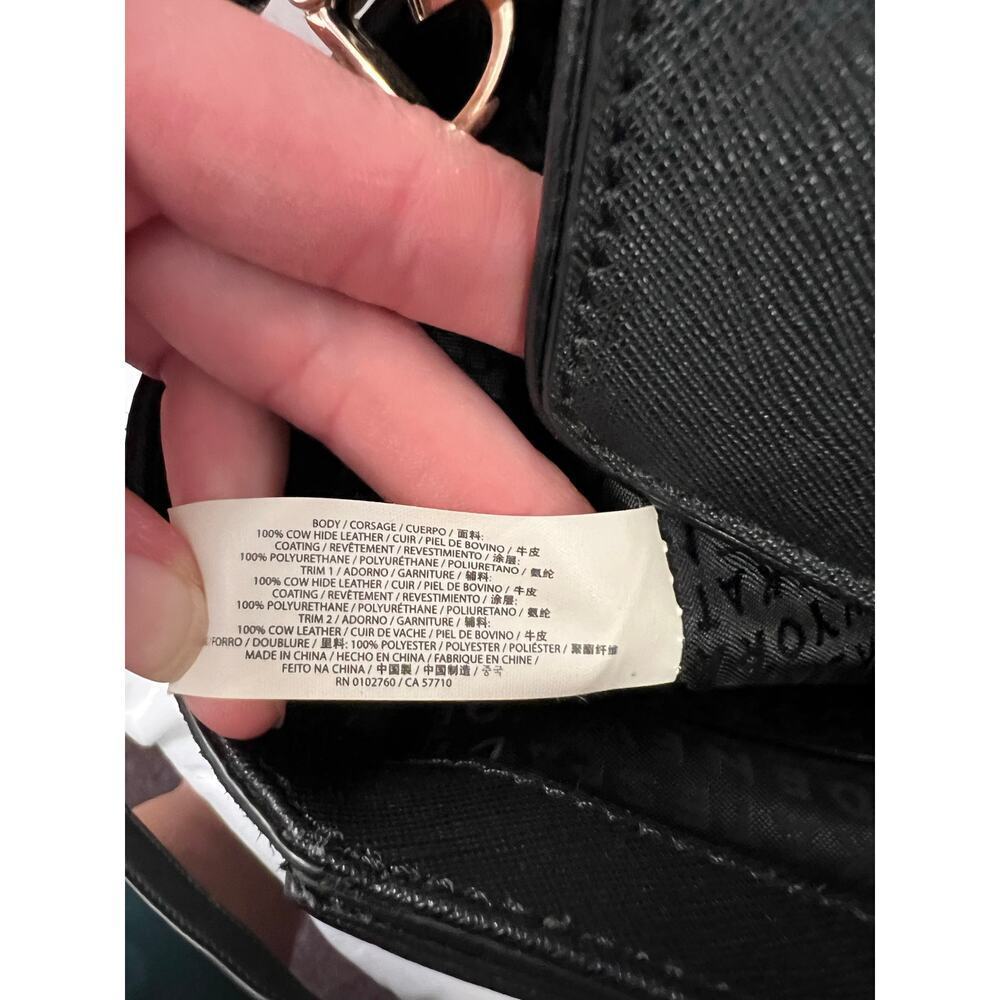 BODY / CORSAGE / CUERPO / 面料:
100% COW HIDE LEATHER / CUIR / PIEL DE BOVINO / 牛皮
COATING / REVÊTEMENT / REVESTIMIENTO / 涂层:
100% POLYURETHANE / POLYURÉTHANE / POLIURETANO / 氨纶
TRIM 1 / ADORNO / GARNITURE / 辅料:
100% COW HIDE LEATHER / CUIR / PIEL DE BOVINO / 牛皮
COATING / REVÊTEMENT / REVESTIMIENTO / 涂层:
100% POLYURETHANE / POLYURÉTHANE / POLIURETANO / 氨纶
TRIM 2 / ADORNO / GARNITURE / 辅料:
100% COW LEATHER / CUIR DE VACHE / PIEL DE BOVINO / 牛皮
/FORRO / DOUBLURE / 里料: 100% POLYESTER / POLYESTER / POLIÉSTER / 聚酯纤维
MADE IN CHINA / HECHO EN CHINA / FABRIQUE EN CHINE /
FEITO NA CHINA / 中國製 / 中国制造 / 중국
RN 0102760 / CA 57710